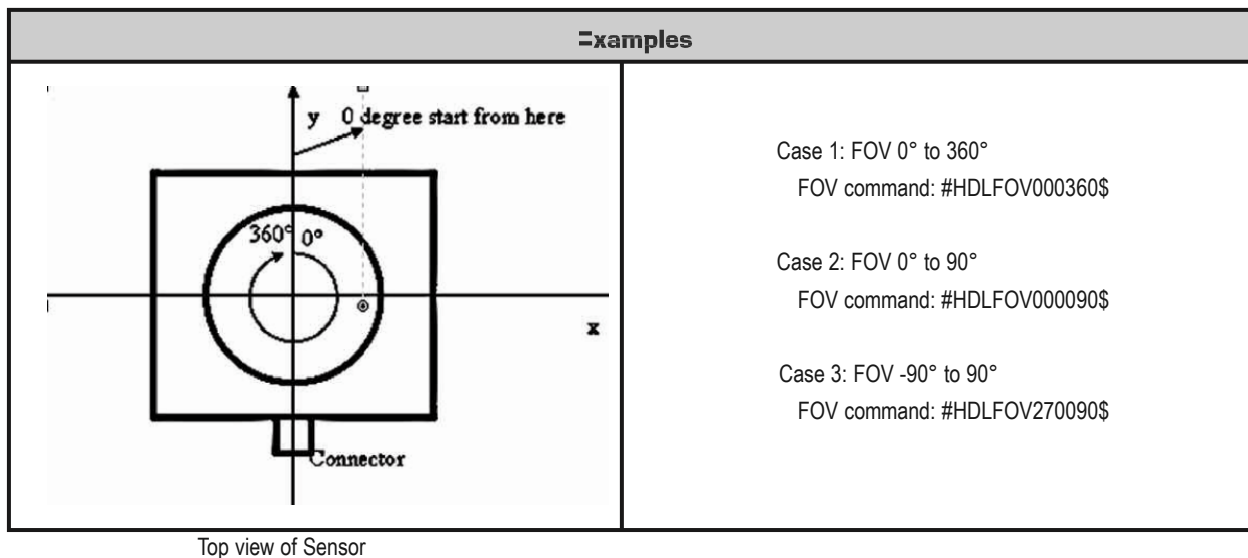 Examples
y 0 degree start from here
360° 0°
x
Connector
Case 1: FOV 0° to 360°
FOV command: #HDLFOV000360$
Case 2: FOV 0° to 90°
FOV command: #HDLFOV000090$
Case 3: FOV -90° to 90°
FOV command: #HDLFOV270090$
Top view of Sensor